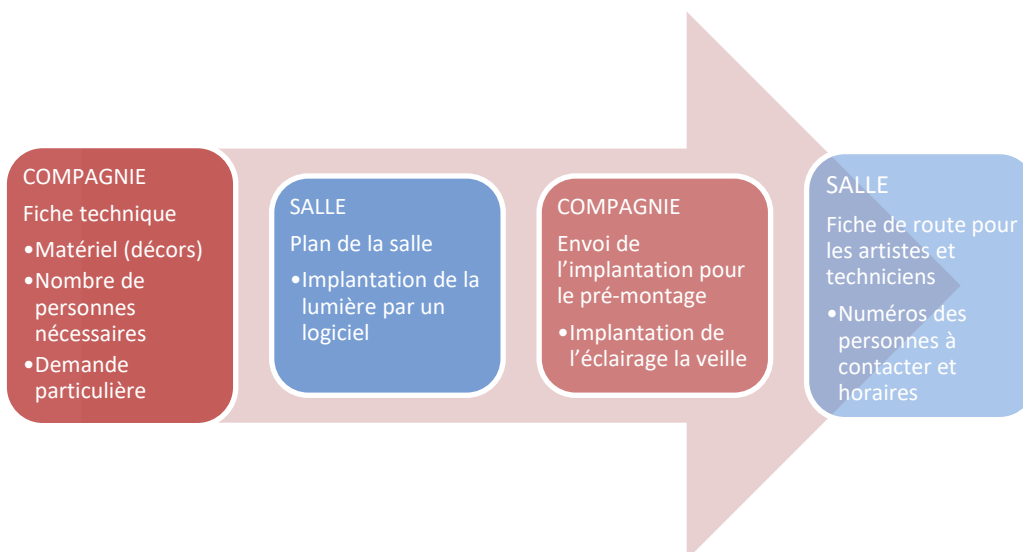 COMPAGNIE
Fiche technique
•Matériel (décors)
•Nombre de
personnes
nécessaires
•Demande
particulière
SALLE
Plan de la salle
•Implantation de la
lumière par un
logiciel
COMPAGNIE
Envoi de
l'implantation pour
le pré-montage
•Implantation de
l'éclairage la veille
SALLE
Fiche de route pour
les artistes et
techniciens
•Numéros des
personnes à
contacter et
horaires